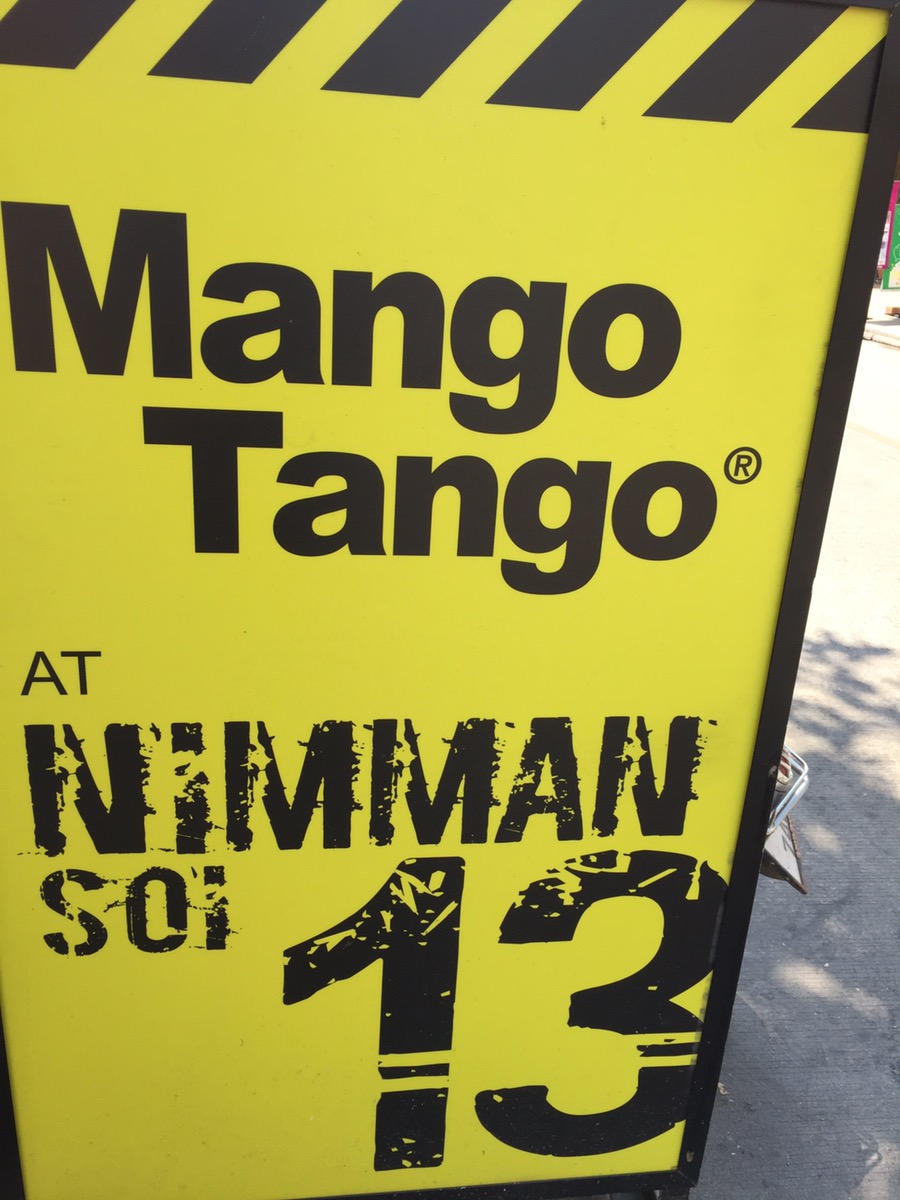 Mango
Tango®
AT
NIMMAN
SOI 13